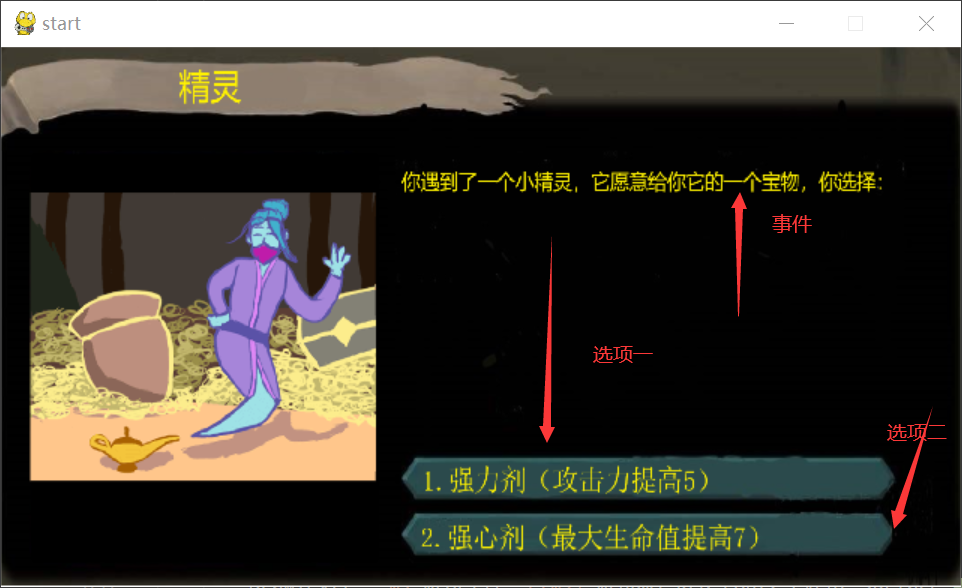 start
精灵
你遇到了一个小精灵，它愿意给你它的一个宝物，你选择：
事件
选项一
选项二
1.强力剂（攻击力提高5）
2.强心剂（最大生命值提高7）